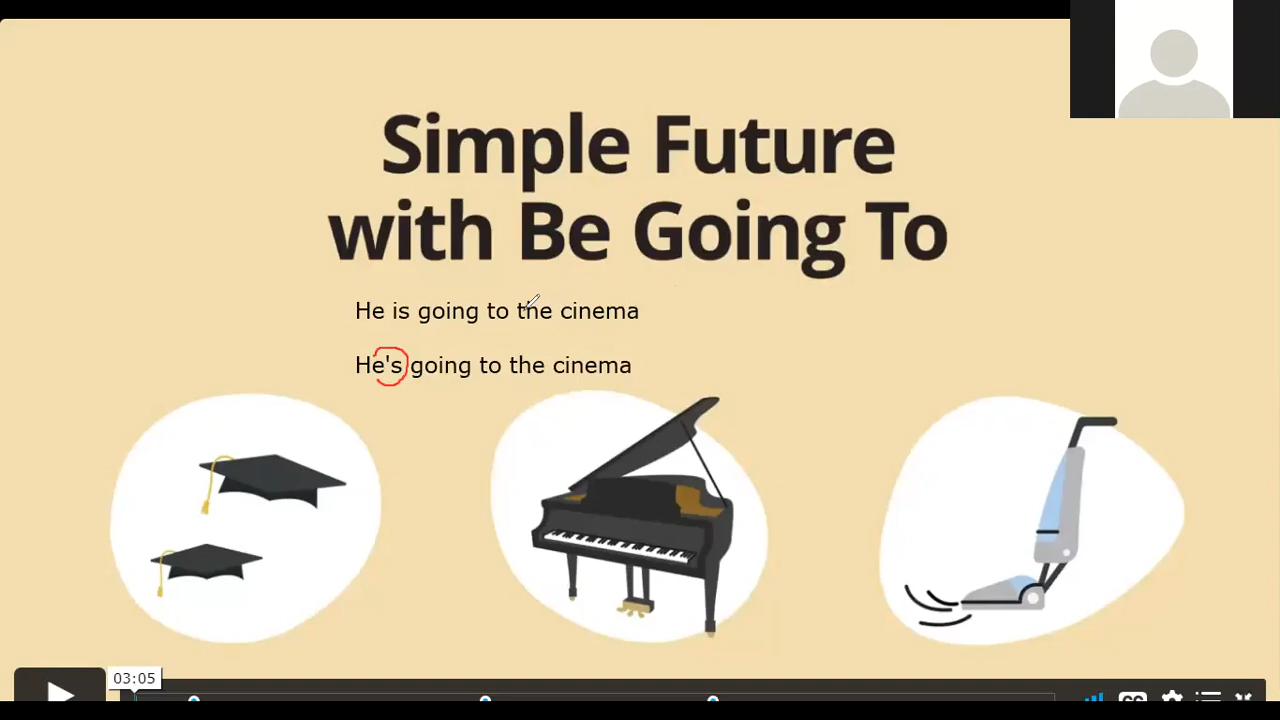 Simple Future
with Be Going To
He is going to the cinema
He's going to the cinema
03:05
CC